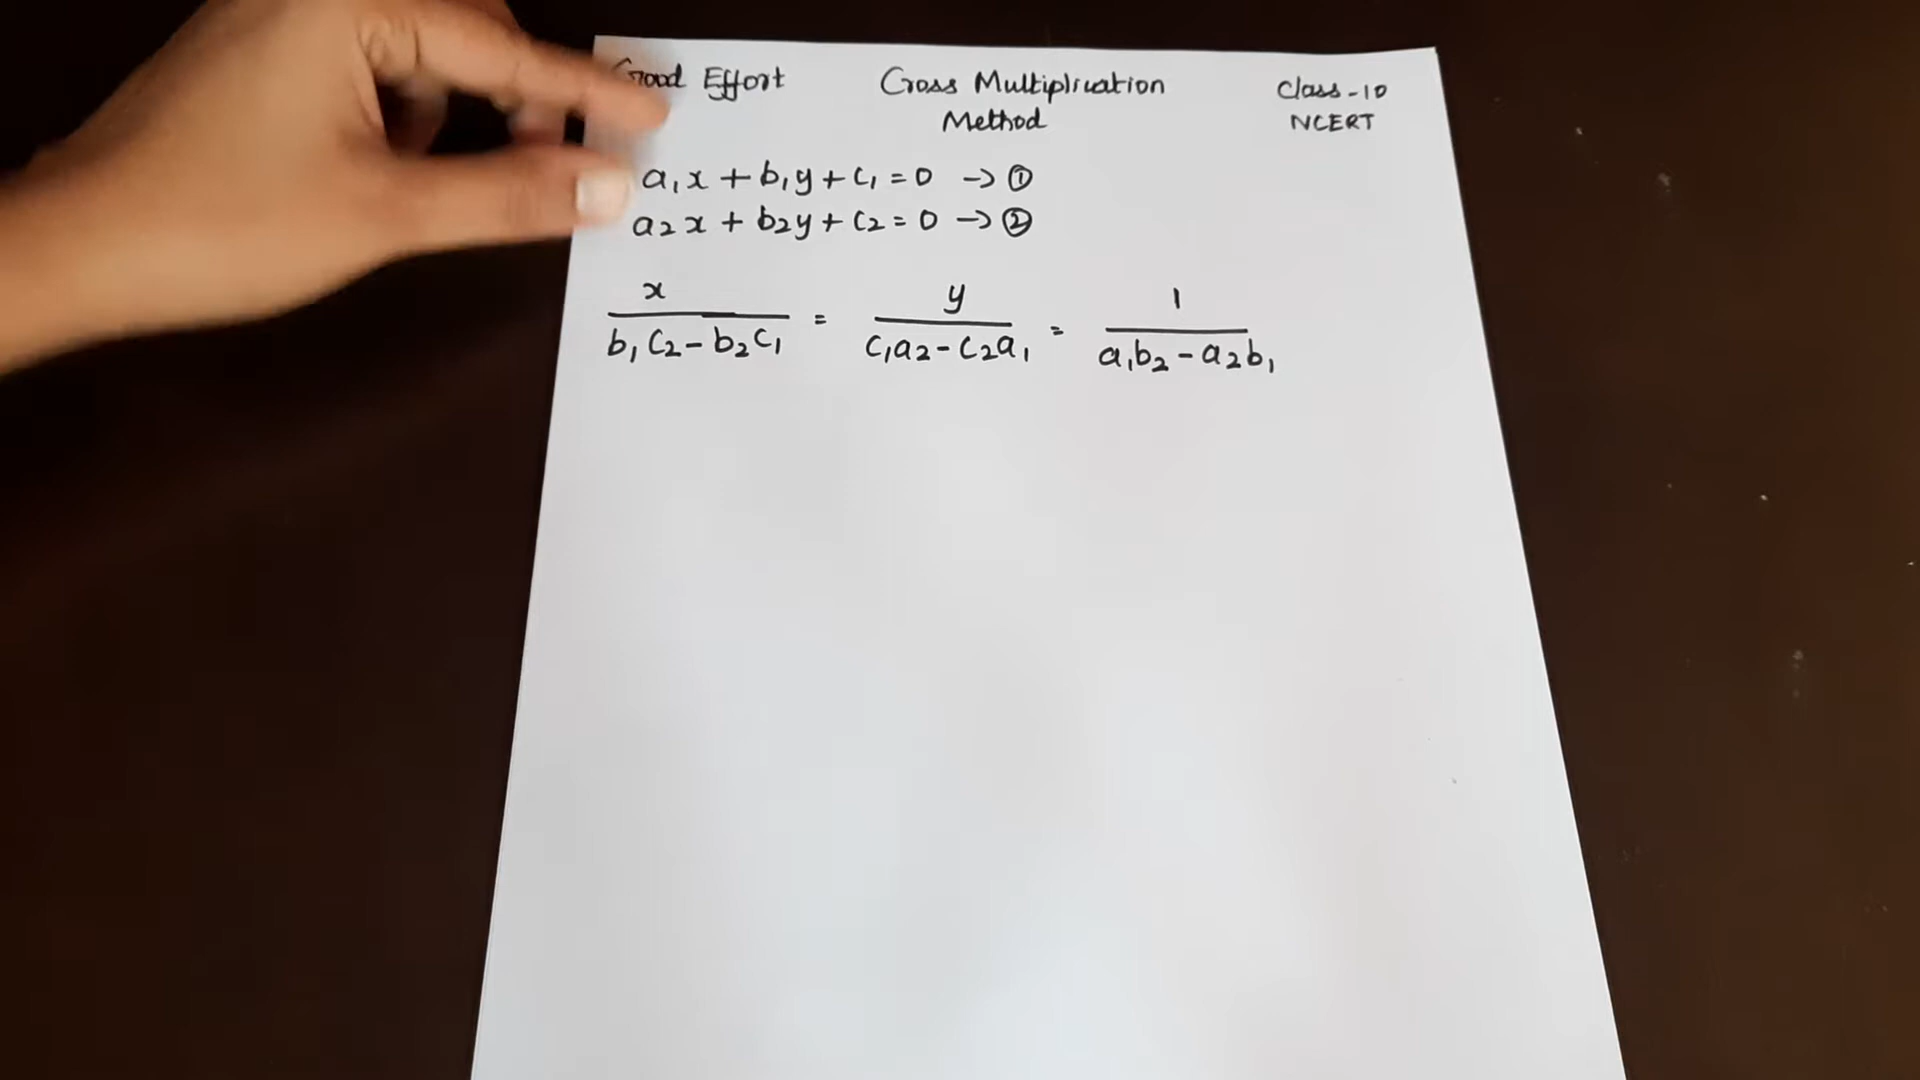 Good Effort
Cross Multiplication
Method
Class-10
NCERT
a₁x + b₁y + c₁ = 0 → ①
a₂x + b₂y + c₂ = 0 → ②
x / (b₁c₂ - b₂c₁) = y / (c₁a₂ - c₂a₁) = 1 / (a₁b₂ - a₂b₁)